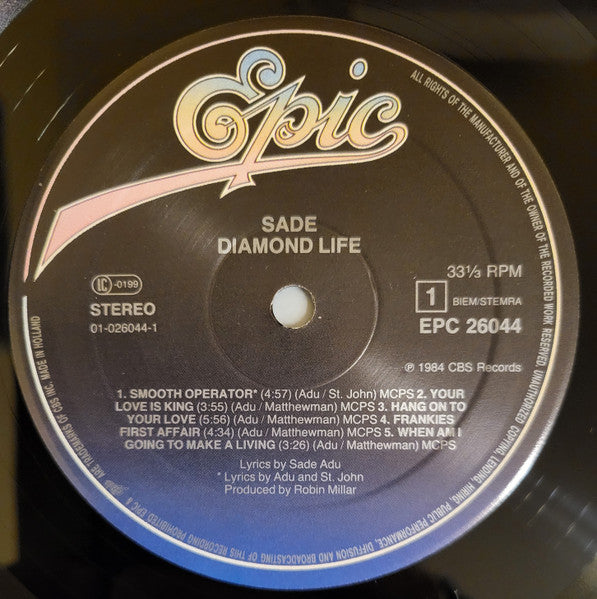 Epic
SADE
DIAMOND LIFE
LC -0199
STEREO
01-026044-1
33⅓ RPM
1 BIEM/STEMRA
EPC 26044
℗ 1984 CBS Records
1. SMOOTH OPERATOR* (4:57) (Adu / St. John) MCPS 2. YOUR
LOVE IS KING (3:55) (Adu / Matthewman) MCPS 3. HANG ON TO
YOUR LOVE (5:56) (Adu / Matthewman) MCPS 4. FRANKIES
FIRST AFFAIR (4:34) (Adu / Matthewman) MCPS 5. WHEN AM I
GOING TO MAKE A LIVING (3:26) (Adu / Matthewman) MCPS
Lyrics by Sade Adu
* Lyrics by Adu and St. John
Produced by Robin Millar
ALL RIGHTS OF THE MANUFACTURER AND OF THE OWNER OF THE RECORDED WORK RESERVED. UNAUTHORIZED COPYING, LENDING, HIRING, PUBLIC PERFORMANCE, DIFFUSION AND BROADCASTING OF THIS RECORDING PROHIBITED EPIC &
ARE TRADEMARKS OF CBS INC. MADE IN HOLLAND